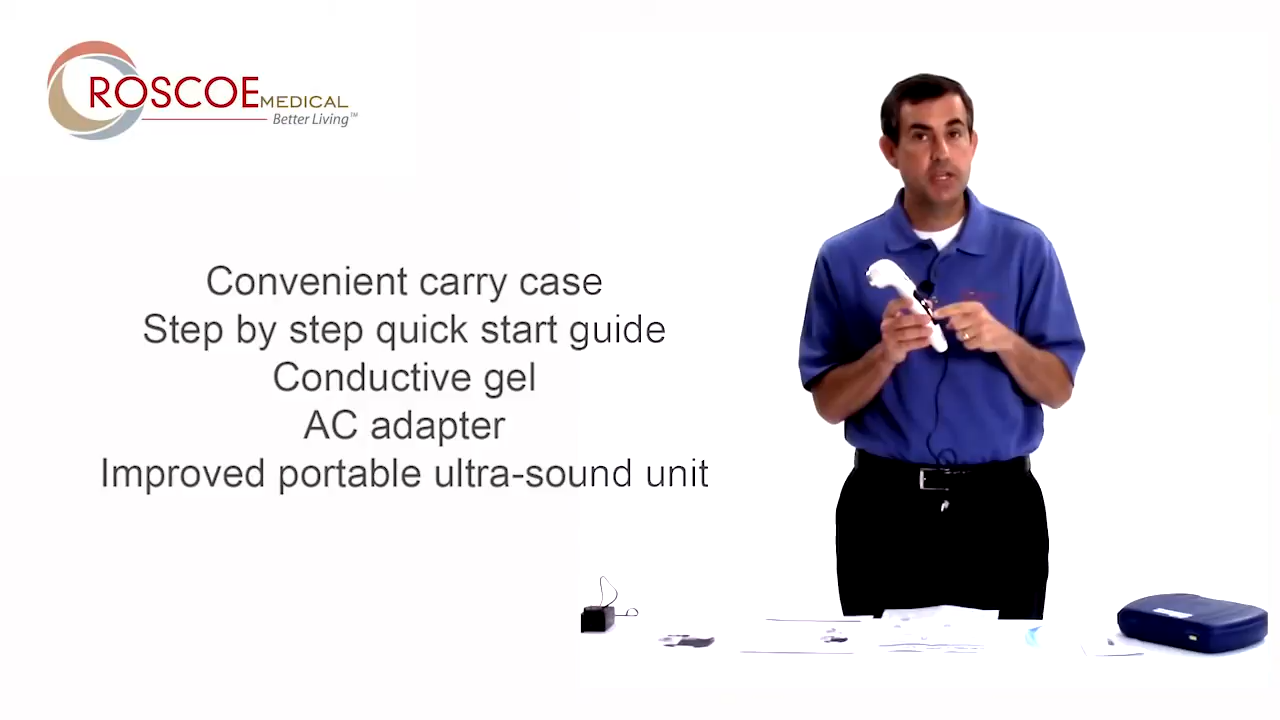 ROSCOE MEDICAL
Better Living™
Convenient carry case
Step by step quick start guide
Conductive gel
AC adapter
Improved portable ultra-sound unit